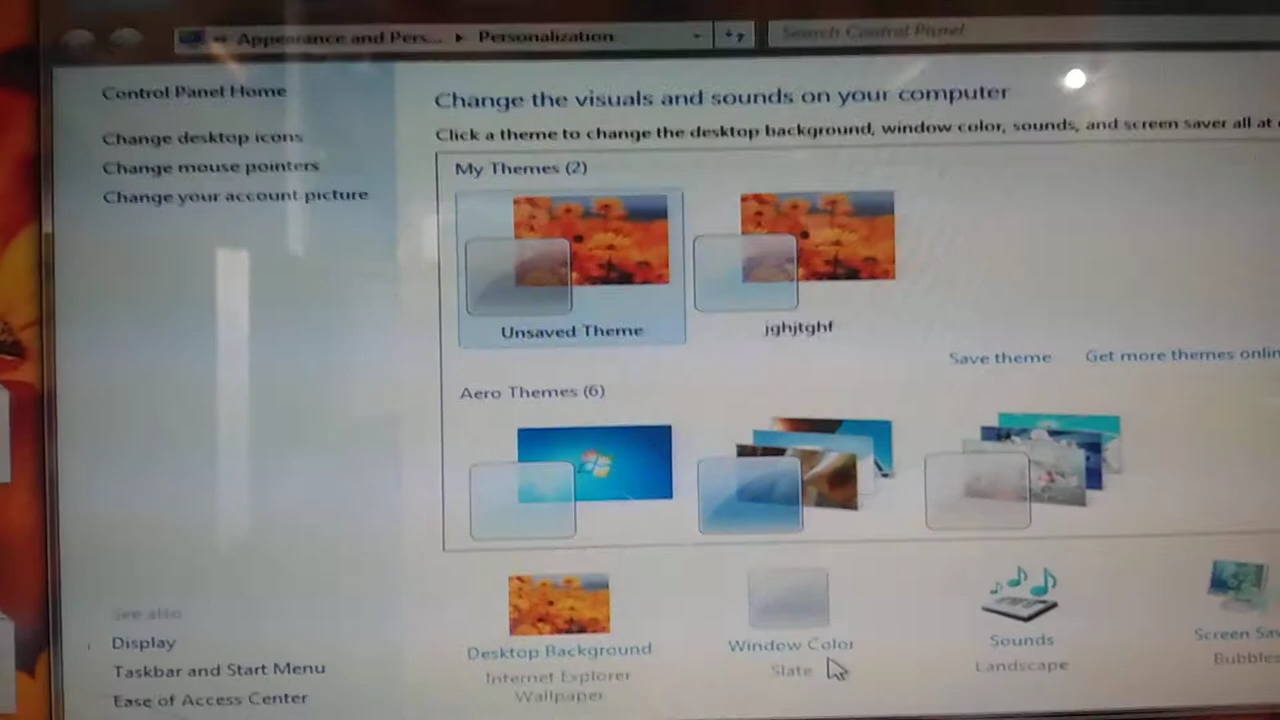 Appearance and Pers... ▸ Personalization
Search Control Panel
Control Panel Home
Change desktop icons
Change mouse pointers
Change your account picture
Change the visuals and sounds on your computer
Click a theme to change the desktop background, window color, sounds, and screen saver all at
My Themes (2)
Unsaved Theme
jghjtghf
Save theme
Get more themes onlin
Aero Themes (6)
Desktop Background
Internet Explorer
Wallpaper
Window Color
Slate
Sounds
Landscape
Screen Sav
Bubbles
See also
Display
Taskbar and Start Menu
Ease of Access Center